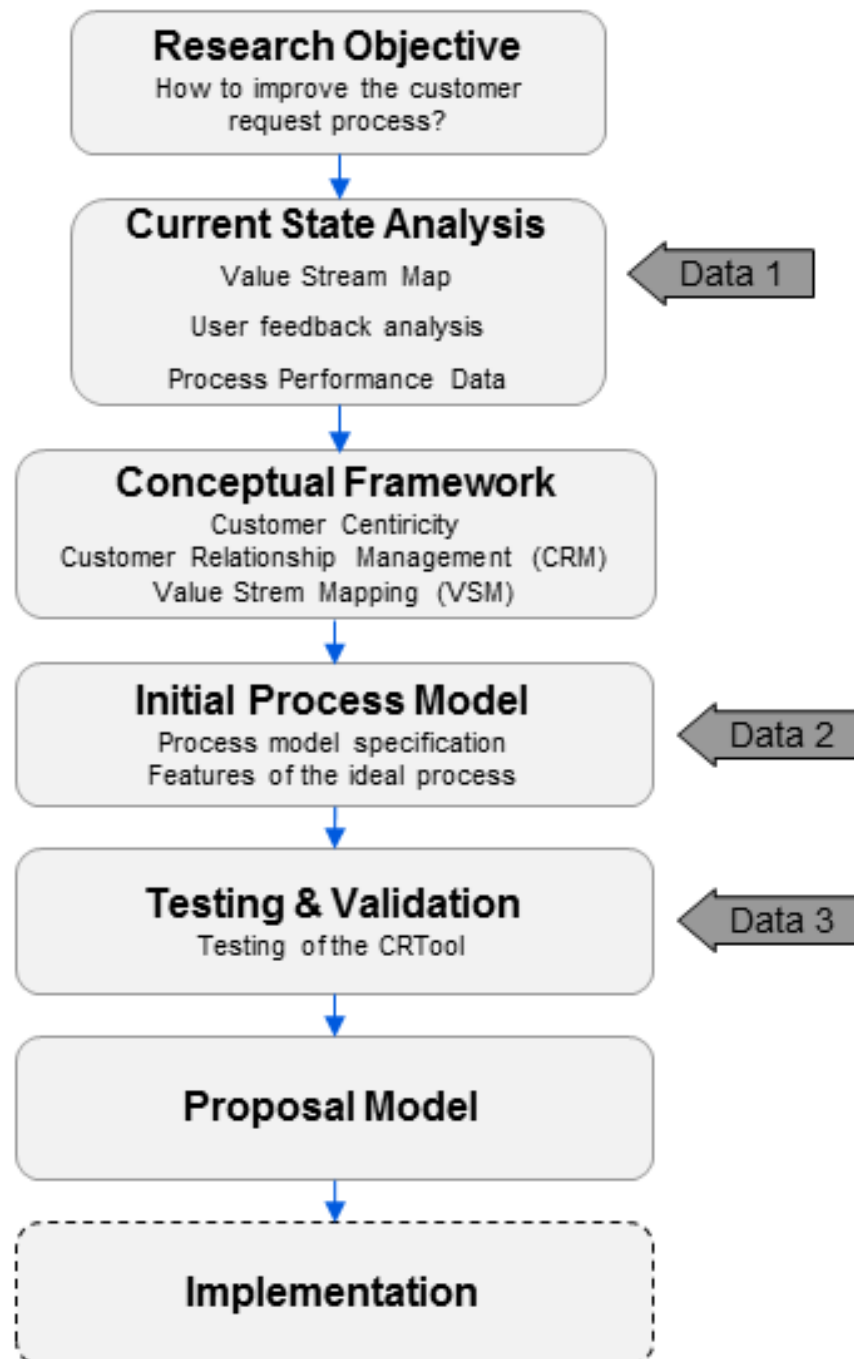 Research Objective
How to improve the customer
request process?
Current State Analysis
Value Stream Map
Data 1
User feedback analysis
Process Performance Data
Conceptual Framework
Customer Centiricity
Customer Relationship Management (CRM)
Value Strem Mapping (VSM)
Initial Process Model
Process model specification
Data 2
Features of the ideal process
Testing & Validation
Data 3
Testing of the CRTool
Proposal Model
Implementation